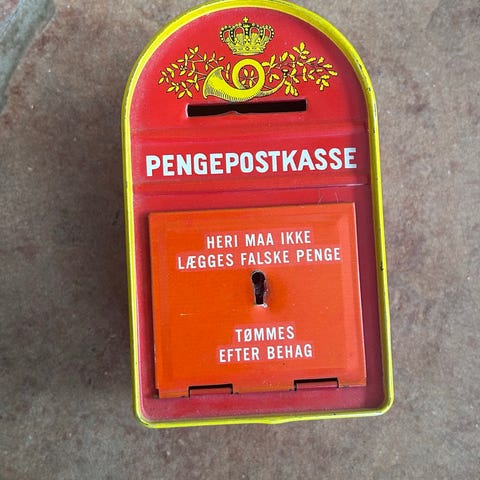 PENGEPOSTKASSE
HERI MAA IKKE
LÆGGES FALSKE PENGE
TØMMES
EFTER BEHAG